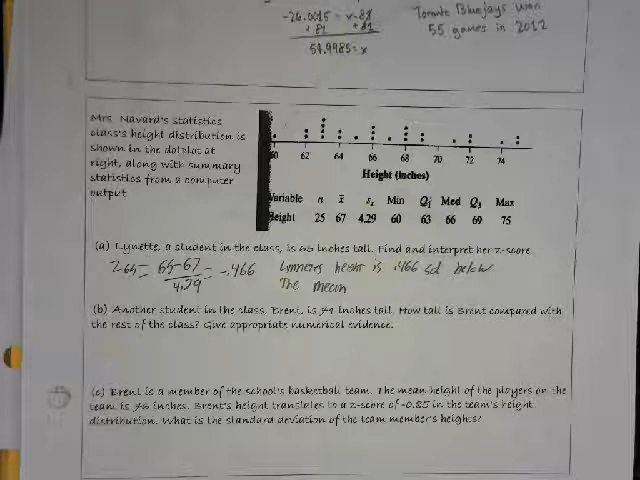 -26.0015 = x-81
+81 +81
54.9985=x
Toronto Bluejays won
55 games in 2012
Mrs. Navard's statistics
class's height distribution is
shown in the dotplot at
right, along with summary
statistics from a computer
output
60 62 64 66 68 70 72 74
Height (inches)
Variable n x̄ sₓ Min Q₁ Med Q₃ Max
Height 25 67 4.29 60 63 66 69 75
(a) Lynette, a student in the class, is 65 inches tall. Find and interpret her z-score.
Z65= 65-67/4.29 = -.466 Lynnettes height is .466 sd below
The mean
(b) Another student in the class, Brent, is 74 inches tall. How tall is Brent compared with
the rest of the class? Give appropriate numerical evidence.
(c) Brent is a member of the school's basketball team. The mean height of the players on the
team is 76 inches. Brent's height translates to a z-score of -0.85 in the team's height
distribution. What is the standard deviation of the team member's heights?